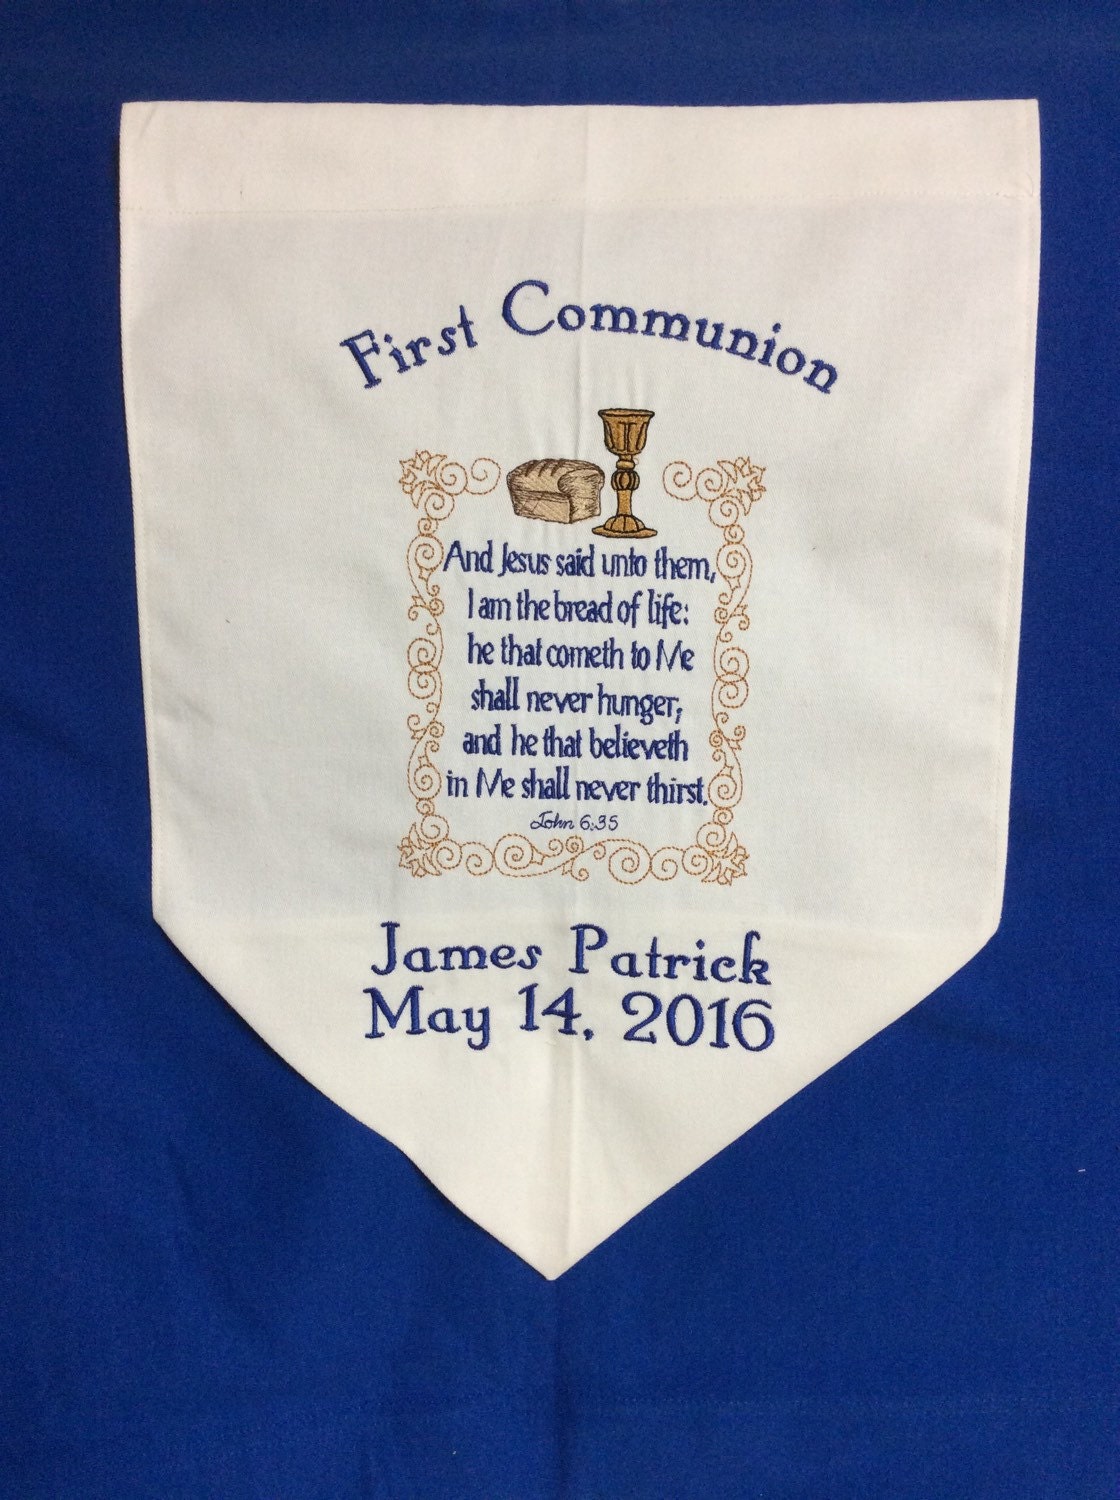 First Communion
And Jesus said unto them,
I am the bread of life:
he that cometh to Me
shall never hunger;
and he that believeth
in Me shall never thirst.
John 6:35
James Patrick
May 14, 2016